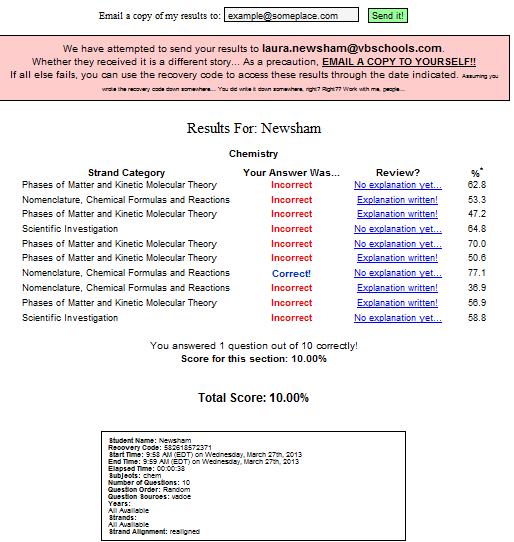 Email a copy of my results to: example@someplace.com Send it!
We have attempted to send your results to laura.newsham@vbschools.com.
Whether they received it is a different story... As a precaution, EMAIL A COPY TO YOURSELF!!
If all else fails, you can use the recovery code to access these results through the date indicated. Assuming you
wrote the recovery code down somewhere... You did write it down somewhere, right? Right?? Work with me, people...
Results For: Newsham
Chemistry
Strand Category Your Answer Was... Review? %*
Phases of Matter and Kinetic Molecular Theory Incorrect No explanation yet... 62.8
Nomenclature, Chemical Formulas and Reactions Incorrect Explanation written! 53.3
Phases of Matter and Kinetic Molecular Theory Incorrect Explanation written! 47.2
Scientific Investigation Incorrect No explanation yet... 64.8
Phases of Matter and Kinetic Molecular Theory Incorrect No explanation yet... 70.0
Phases of Matter and Kinetic Molecular Theory Incorrect Explanation written! 50.6
Nomenclature, Chemical Formulas and Reactions Correct! No explanation yet... 77.1
Nomenclature, Chemical Formulas and Reactions Incorrect Explanation written! 36.9
Phases of Matter and Kinetic Molecular Theory Incorrect Explanation written! 56.9
Scientific Investigation Incorrect No explanation yet... 58.8
You answered 1 question out of 10 correctly!
Score for this section: 10.00%
Total Score: 10.00%
Student Name: Newsham
Recovery Code: 582618572371
Start Time: 9:58 AM (EDT) on Wednesday, March 27th, 2013
End Time: 9:59 AM (EDT) on Wednesday, March 27th, 2013
Elapsed Time: 00:00:38
Subjects: chem
Number of Questions: 10
Question Order: Random
Question Sources: vadoe
Years:
All Available
Strands:
All Available
Strand Alignment: realigned